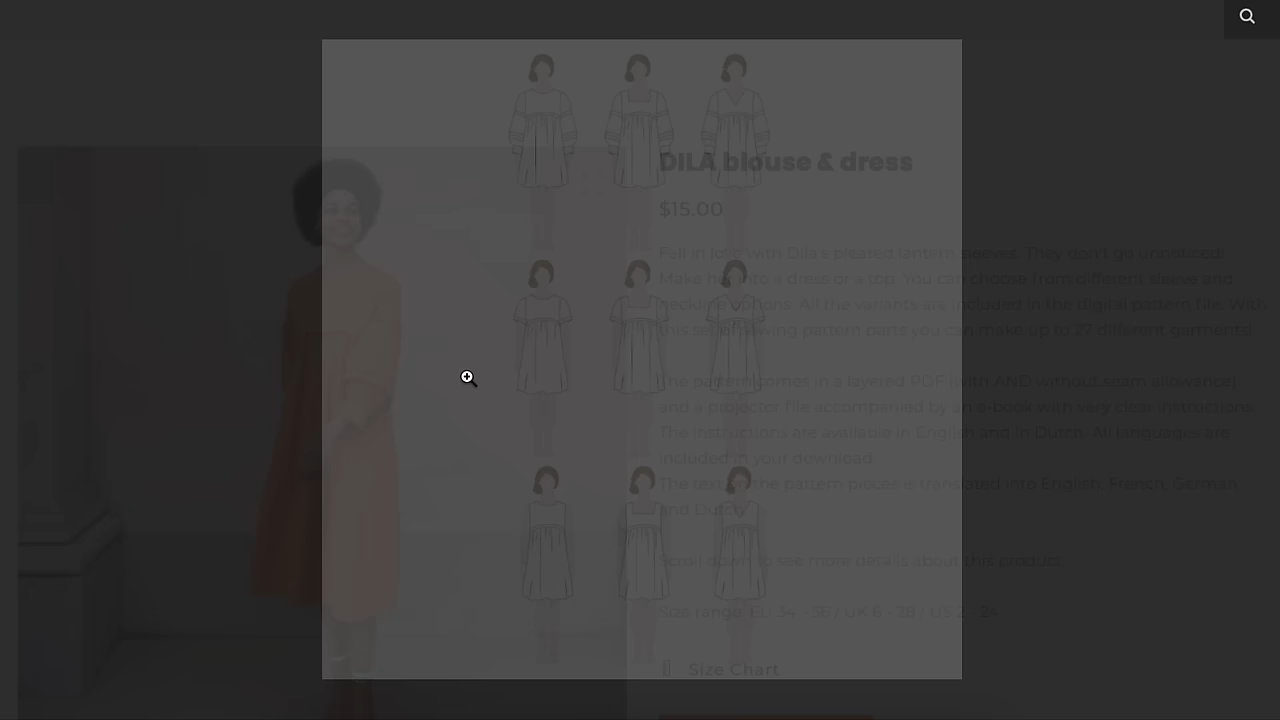 DILA blouse & dress
$15.00
Fall in love with Dila's pleated lantern sleeves. They don't go unnoticed!
Make her into a dress or a top. You can choose from different sleeve and
neckline options. All the variants are included in the digital pattern file. With
this set of sewing pattern parts you can make up to 27 different garments!
The pattern comes in a layered PDF (with AND without seam allowance)
and a projector file accompanied by an e-book with very clear instructions.
The instructions are available in English and in Dutch. All languages are
included in your download.
The text on the pattern pieces is translated into English, French, German
and Dutch.
Scroll down to see more details about this product.
Size range: EU 34 - 56 / UK 6 - 28 / US 2 - 24
Size Chart